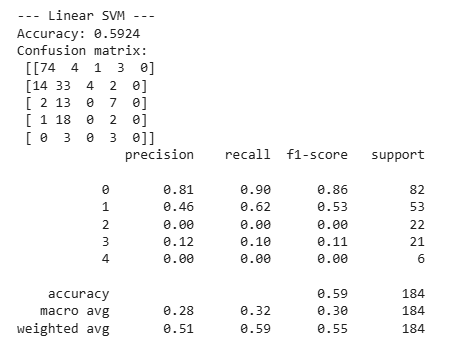 --- Linear SVM ---
Accuracy: 0.5924
Confusion matrix:
[[74  4  1  3  0]
[14 33  4  2  0]
[ 2 13  0  7  0]
[ 1 18  0  2  0]
[ 0  3  0  3  0]]
precision    recall  f1-score   support
0       0.81      0.90      0.86        82
1       0.46      0.62      0.53        53
2       0.00      0.00      0.00        22
3       0.12      0.10      0.11        21
4       0.00      0.00      0.00         6
accuracy                           0.59       184
macro avg       0.28      0.32      0.30       184
weighted avg       0.51      0.59      0.55       184